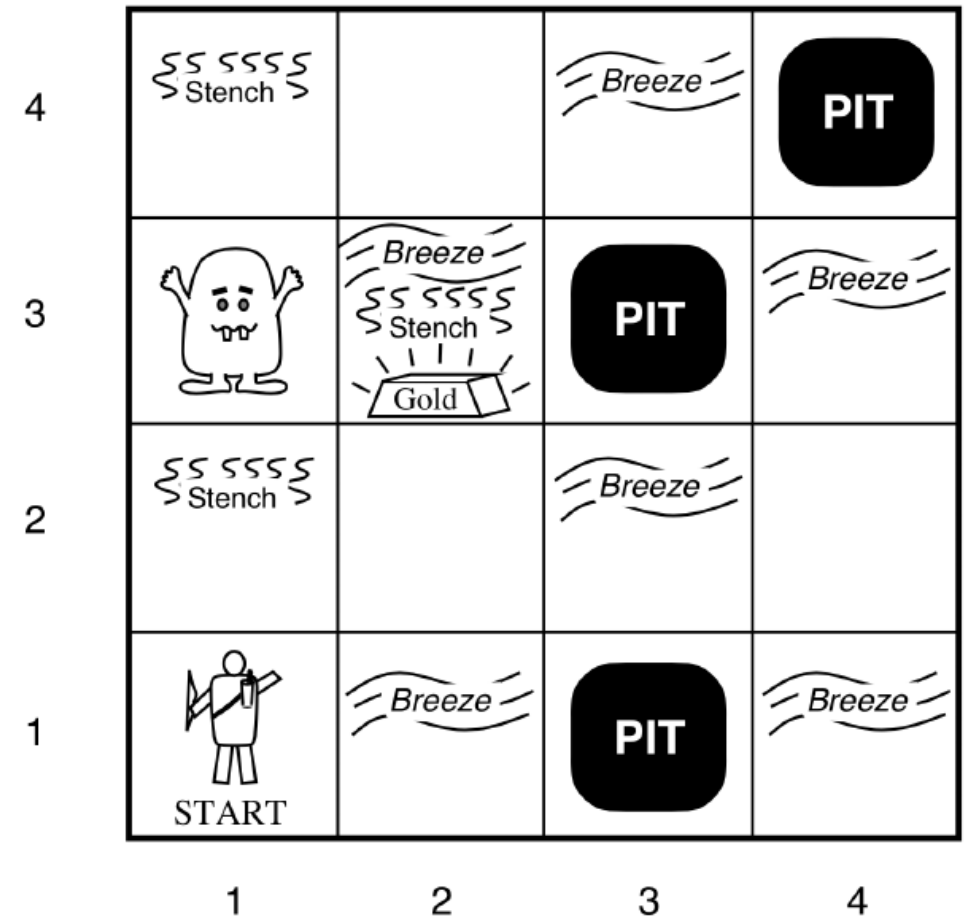 4
Stench
Breeze
PIT
3
Breeze
Stench
Gold
PIT
Breeze
2
Stench
Breeze
1
START
Breeze
PIT
Breeze
1 2 3 4